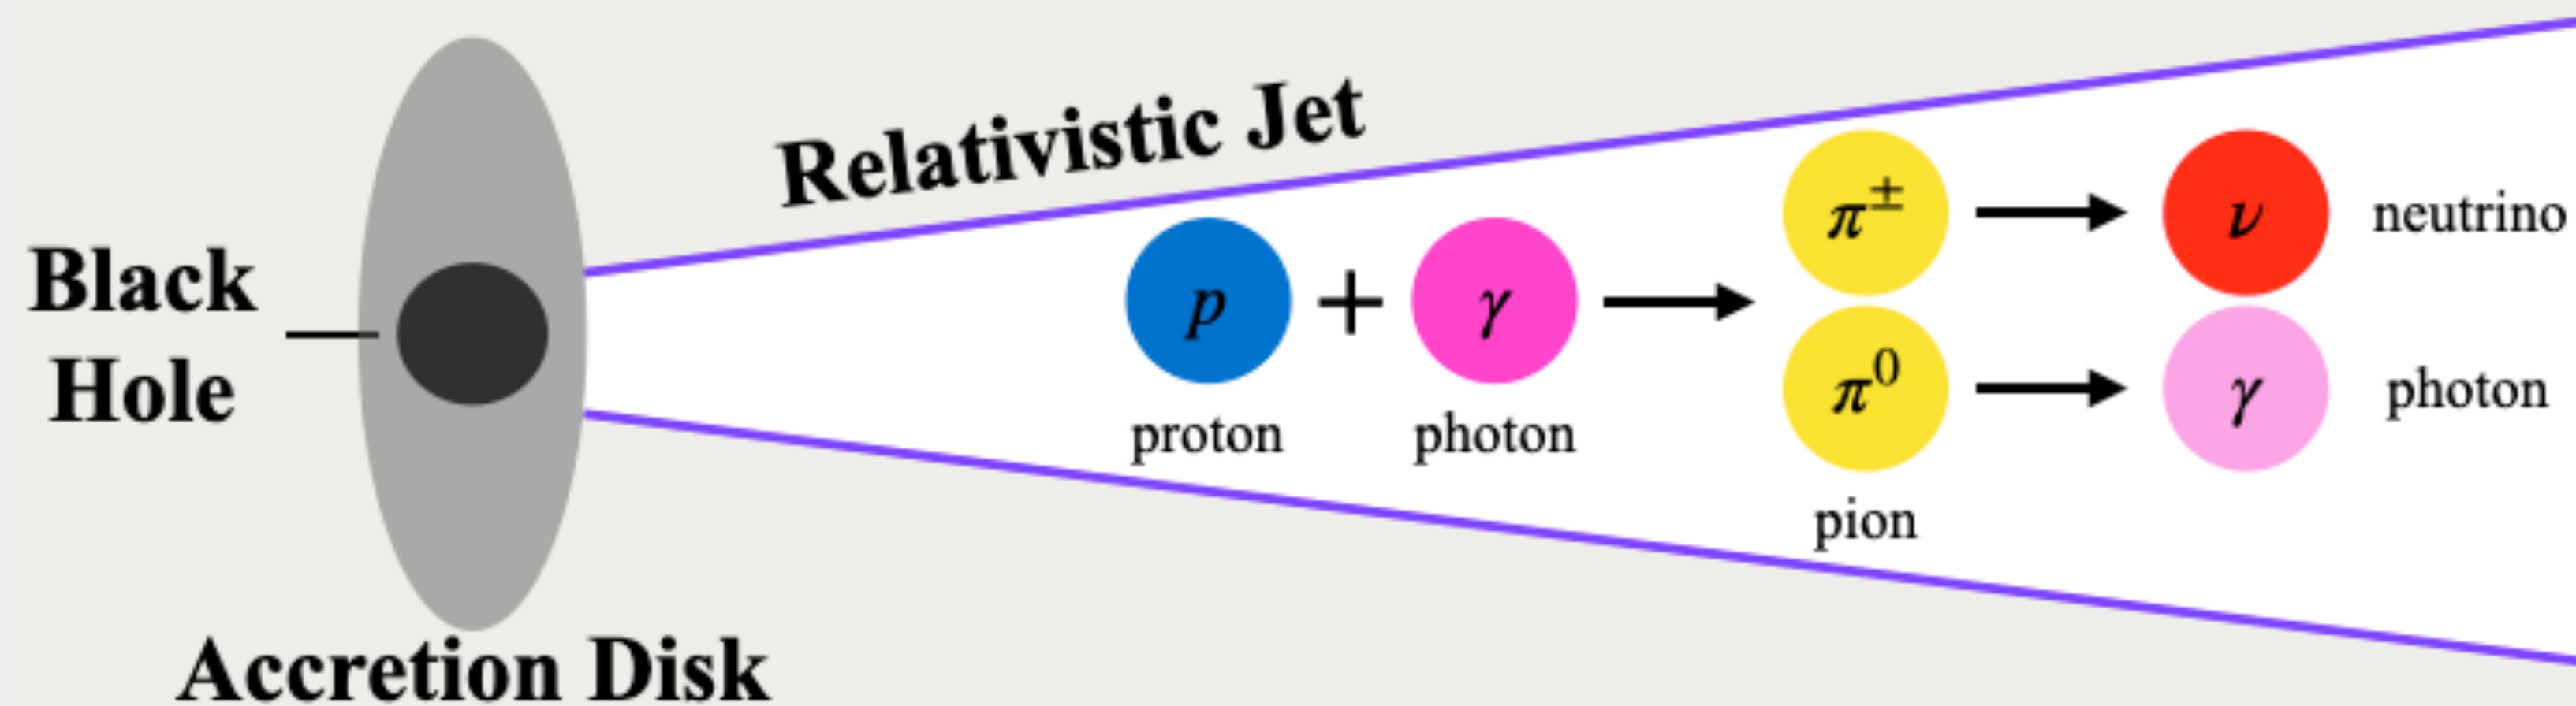 Black
Hole
Accretion Disk
Relativistic Jet
p + γ
proton photon
π± ν neutrino
π0 γ photon
pion